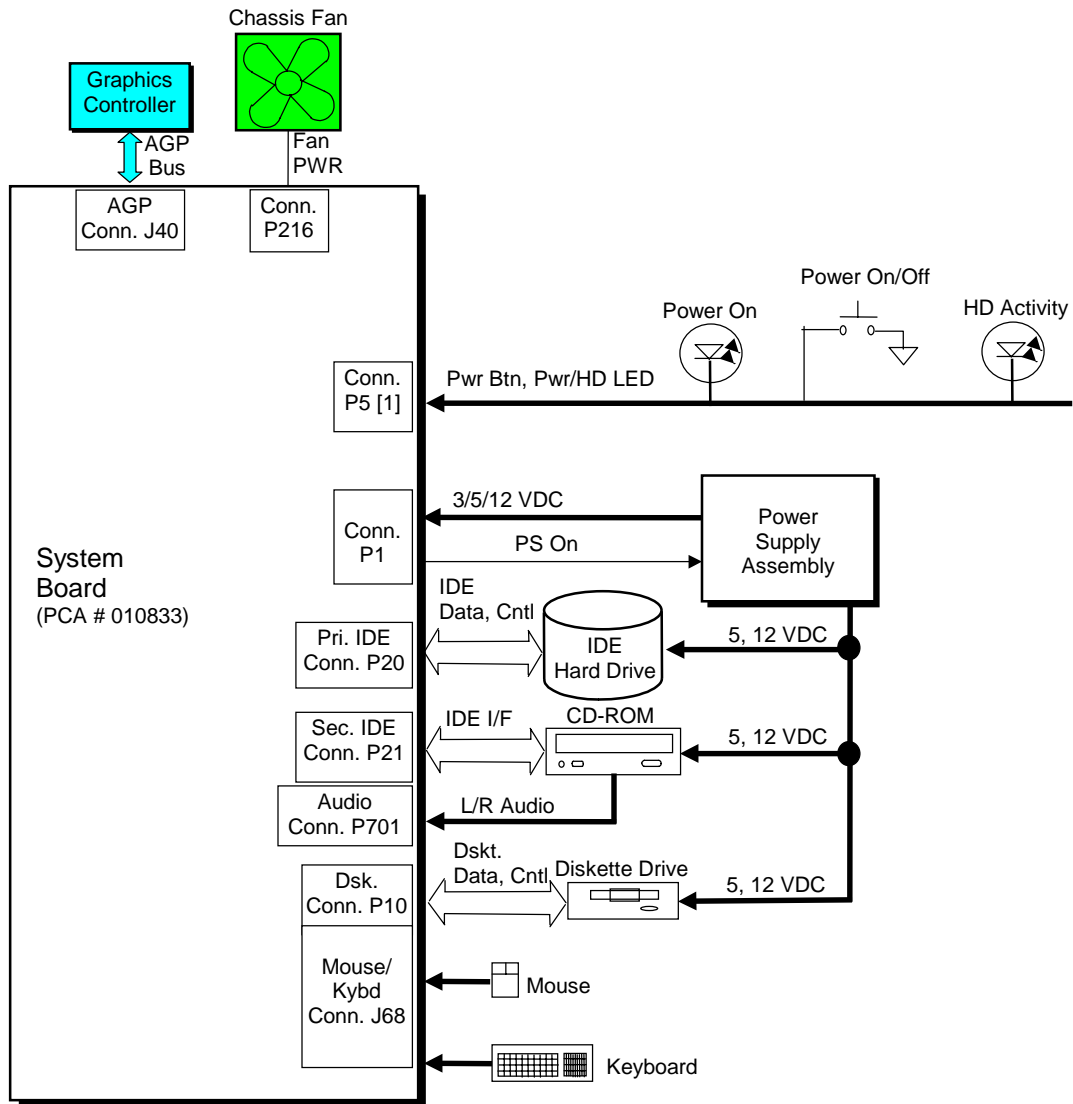 Chassis Fan
Graphics
Controller
AGP
Bus
Fan
PWR
AGP
Conn. J40
Conn.
P216
Power On/Off
Power On
HD Activity
Conn.
P5 [1]
Pwr Btn, Pwr/HD LED
3/5/12 VDC
Conn.
P1
PS On
Power
Supply
Assembly
System
Board
(PCA # 010833)
IDE
Data, Cntl
Pri. IDE
Conn. P20
IDE
Hard Drive
5, 12 VDC
Sec. IDE
Conn. P21
IDE I/F
CD-ROM
5, 12 VDC
Audio
Conn. P701
L/R Audio
Dskt.
Data, Cntl
Diskette Drive
Dsk.
Conn. P10
5, 12 VDC
Mouse/
Kybd
Conn. J68
Mouse
Keyboard